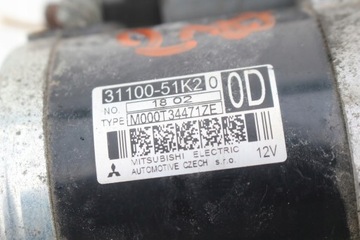 31100-51K2 0
0D
NO. 18 02
TYPE M000T34471ZE
MITSUBISHI ELECTRIC
AUTOMOTIVE CZECH s.r.o.
12V